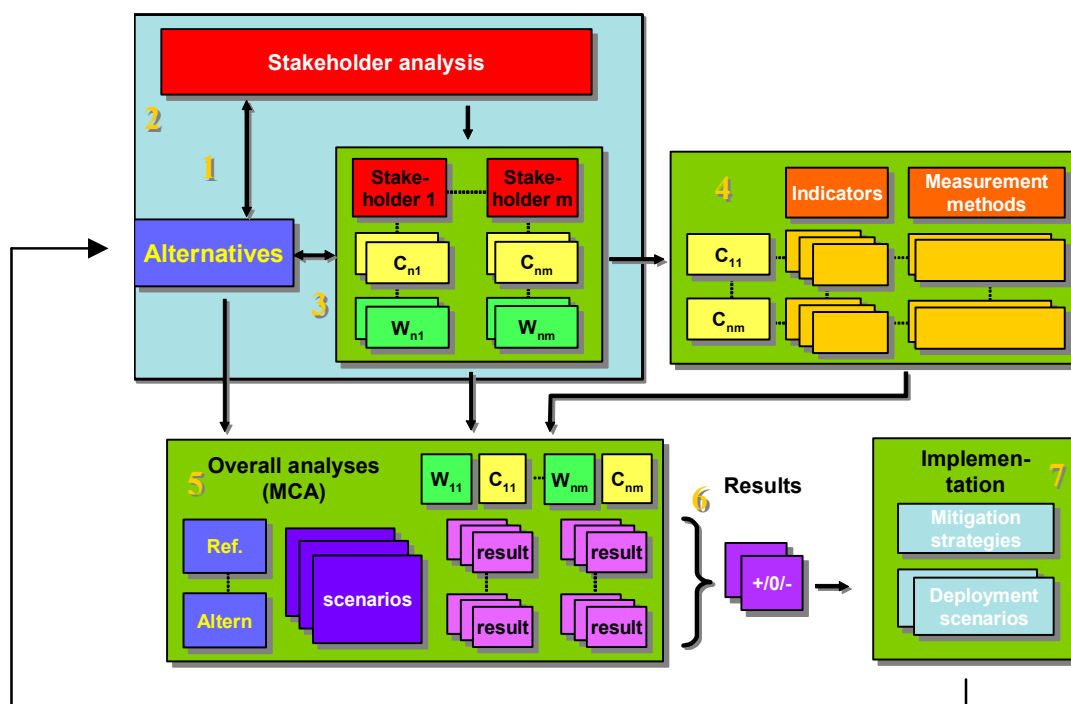 Stakeholder analysis
2
1
Stake-
holder 1
Stake-
holder m
4
Indicators
Measurement
methods
Alternatives
3
Cn1
Cnm
Wn1
Wnm
C11
Cnm
5
Overall analyses
(MCA)
W11
C11
Wnm
Cnm
Ref.
Altern
scenarios
result
result
result
result
6
Results
+/0/-
Implemen-
tation
7
Mitigation
strategies
Deployment
scenarios